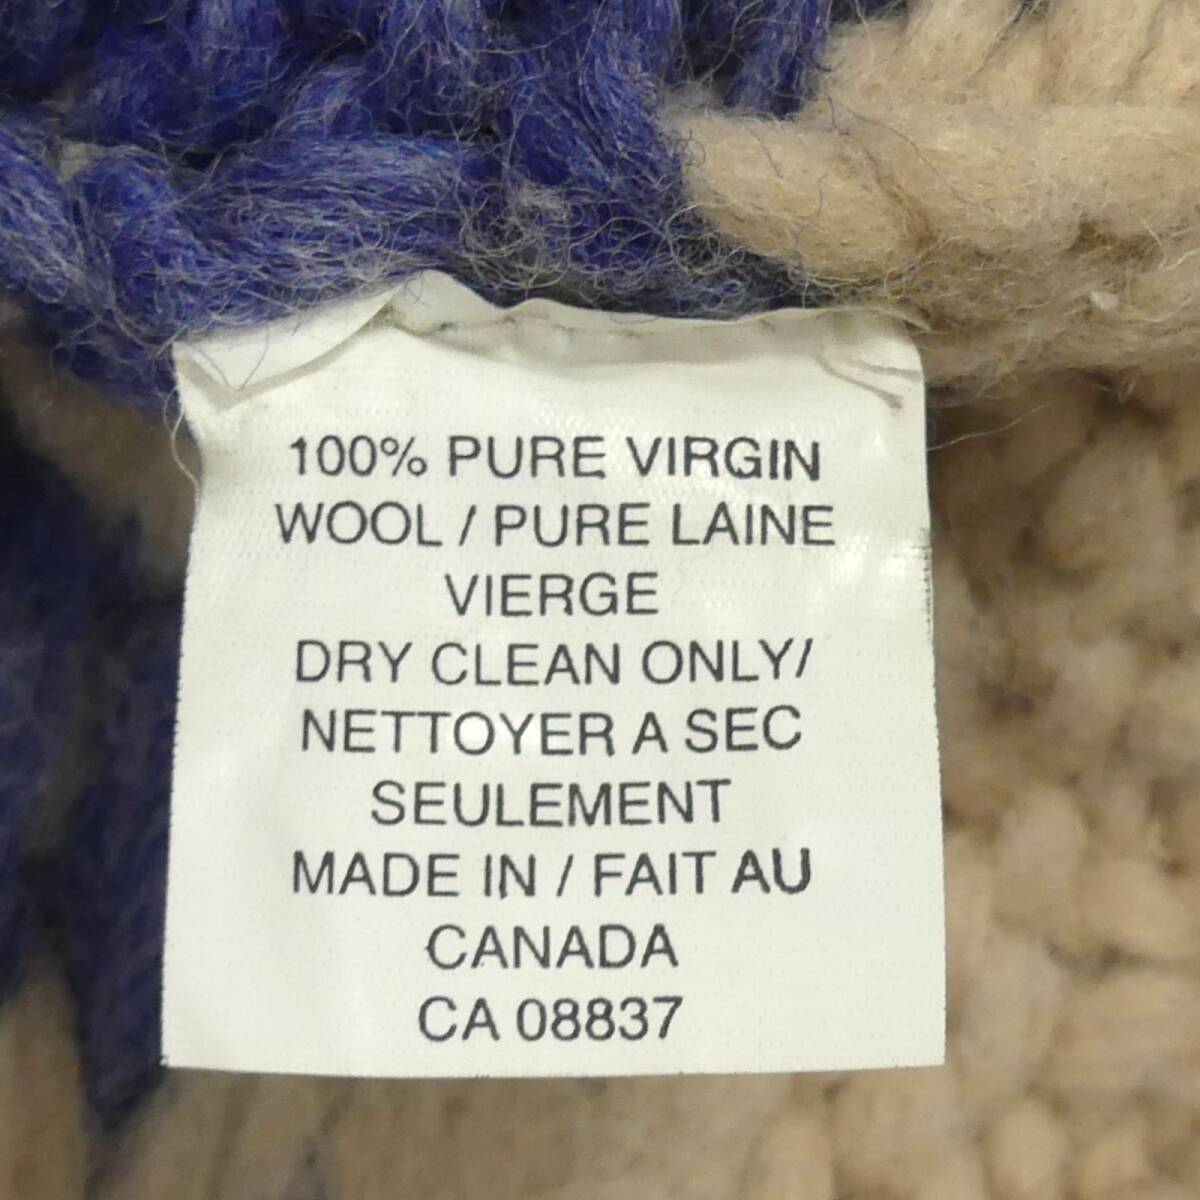 100% PURE VIRGIN
WOOL / PURE LAINE
VIERGE
DRY CLEAN ONLY/
NETTOYER A SEC
SEULEMENT
MADE IN / FAIT AU
CANADA
CA 08837